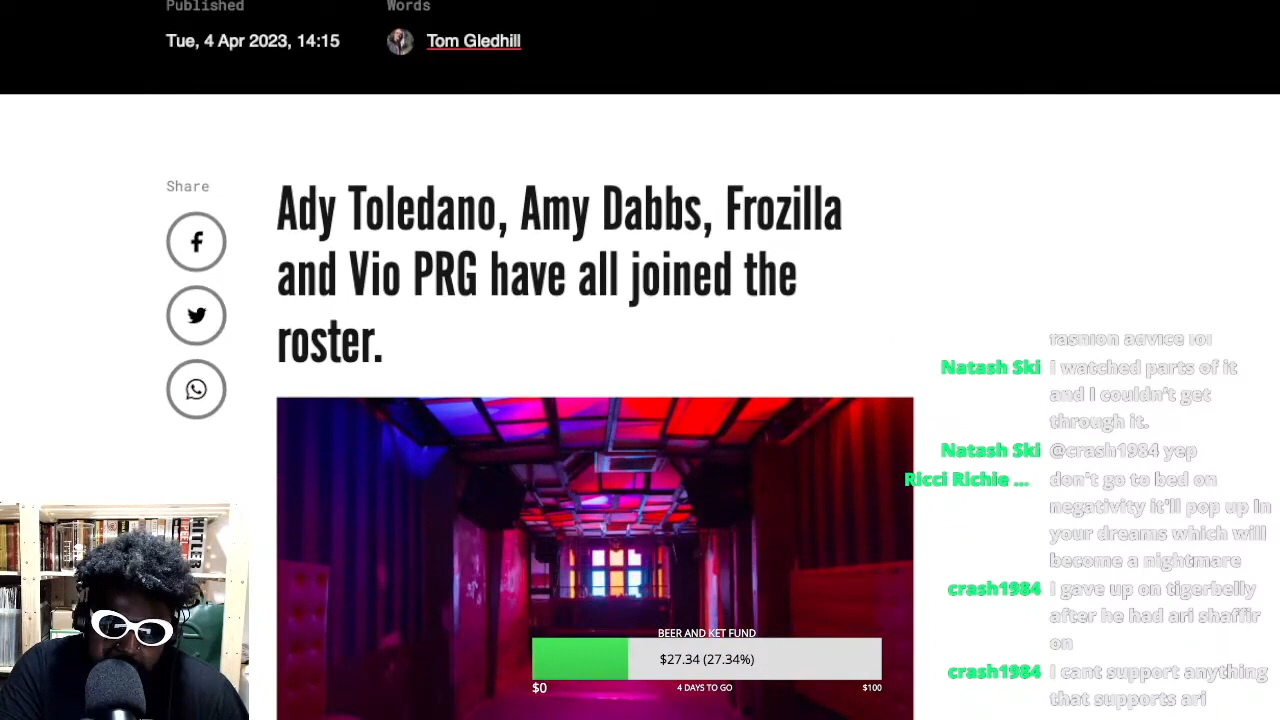 Published
Words
Tue, 4 Apr 2023, 14:15
Tom Gledhill
Share
Ady Toledano, Amy Dabbs, Frozilla
and Vio PRG have all joined the
roster.
fashion advice lol
Natash Ski I watched parts of it
and I couldn't get
through it.
Natash Ski @crash1984 yep
Ricci Richie ... don't go to bed on
negativity it'll pop up in
your dreams which will
become a nightmare
crash1984 I gave up on tigerbelly
after he had ari shaffir
on
crash1984 I cant support anything
that supports ari
BEER AND KET FUND
$27.34 (27.34%)
$0
4 DAYS TO GO
$100
HITLER